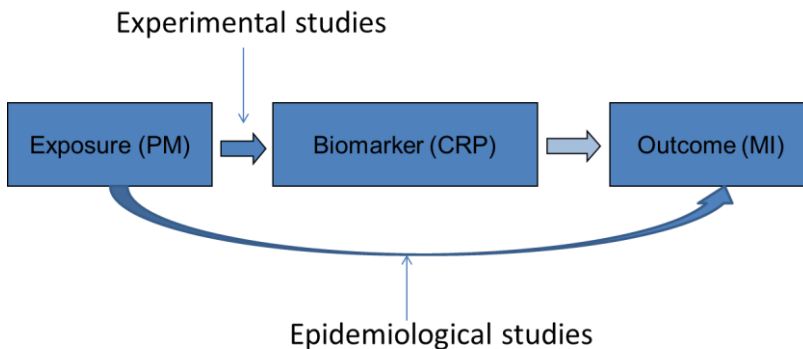 Experimental studies
Exposure (PM)
Biomarker (CRP)
Outcome (MI)
Epidemiological studies